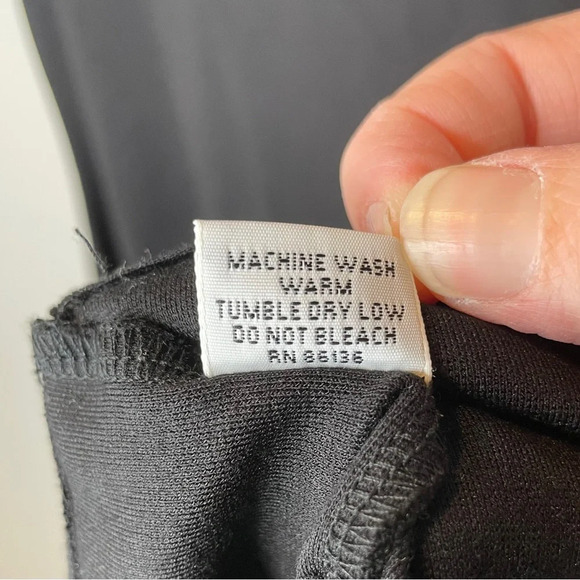 MACHINE WASH
WARM
TUMBLE DRY LOW
DO NOT BLEACH
RN 86136